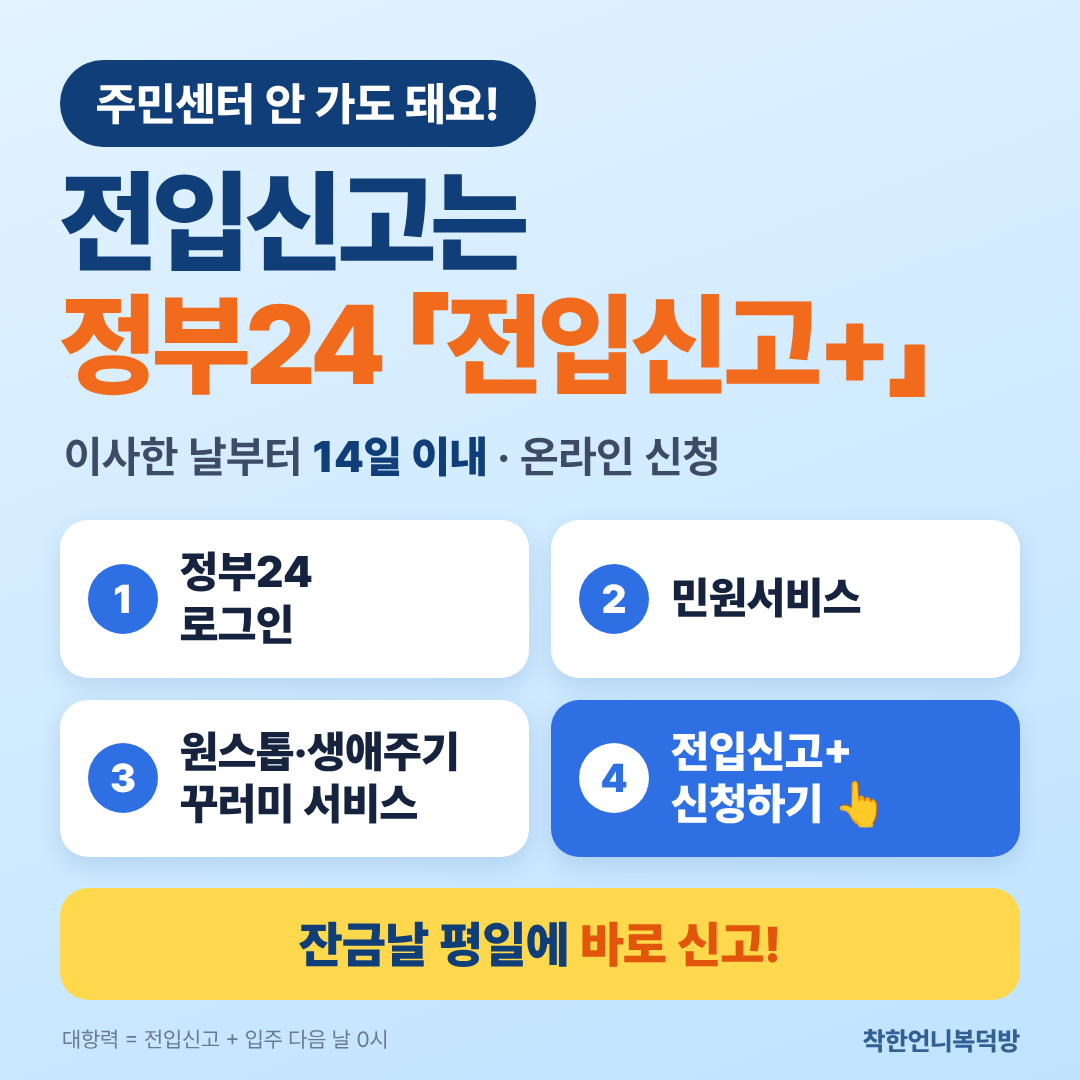 주민센터 안 가도 돼요!
전입신고는
정부24 「전입신고+」
이사한 날부터 14일 이내 · 온라인 신청
1
정부24
로그인
2
민원서비스
3
원스톱·생애주기
꾸러미 서비스
4
전입신고+
신청하기 👆
잔금날 평일에 바로 신고!
대항력 = 전입신고 + 입주 다음 날 0시
착한언니복덕방